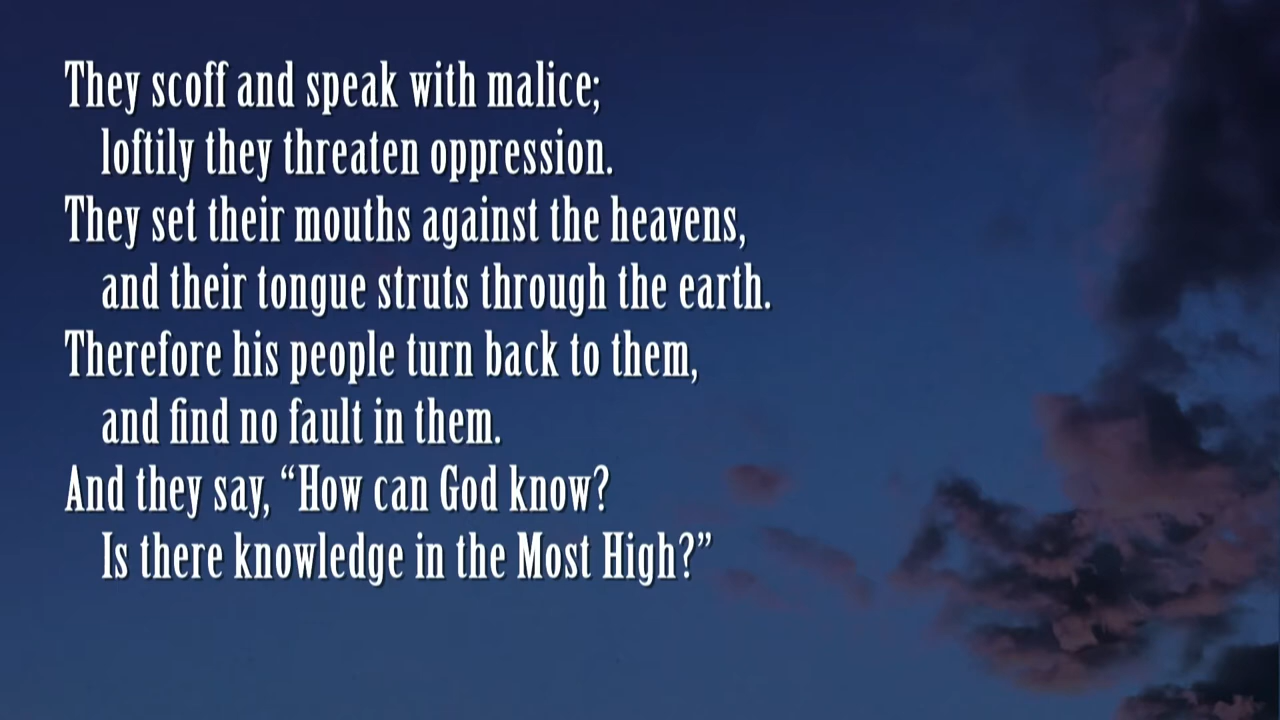 They scoff and speak with malice;
loftily they threaten oppression.
They set their mouths against the heavens,
and their tongue struts through the earth.
Therefore his people turn back to them,
and find no fault in them.
And they say, “How can God know?
Is there knowledge in the Most High?”